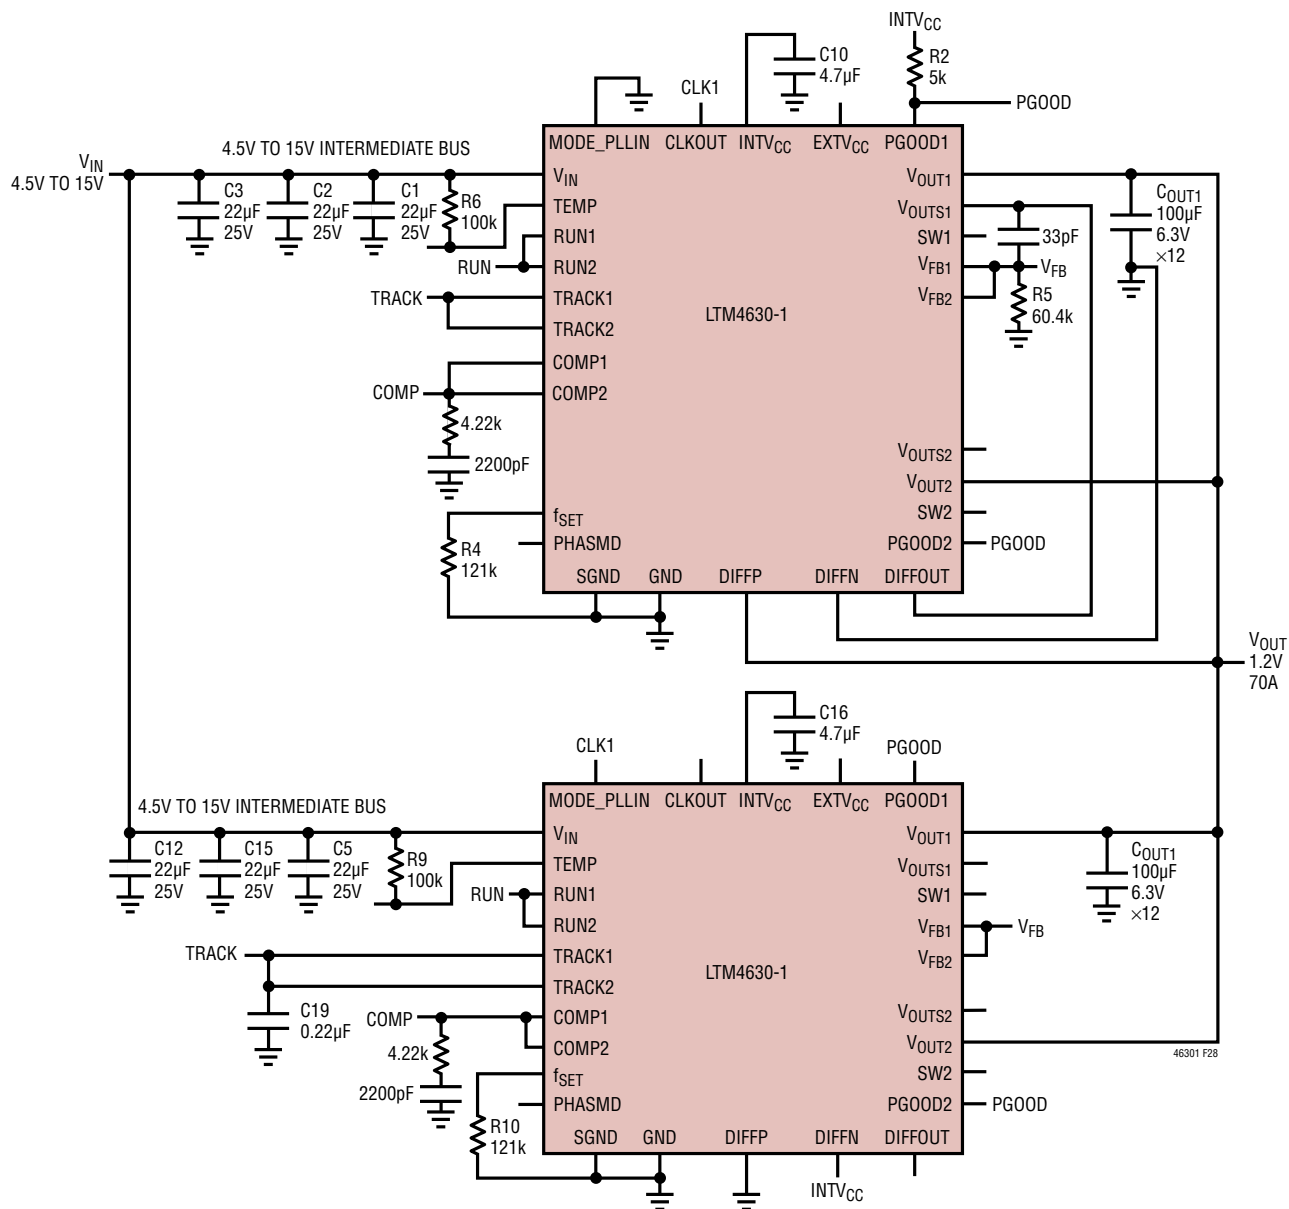 INTVCC
R2
5k
PGOOD
C10
4.7µF
CLK1
MODE_PLLIN
CLKOUT
INTVCC
EXTVCC
PGOOD1
4.5V TO 15V INTERMEDIATE BUS
VIN
4.5V TO 15V
C3
22µF
25V
C2
22µF
25V
C1
22µF
25V
R6
100k
VIN
TEMP
RUN1
RUN
RUN2
TRACK
TRACK1
TRACK2
COMP1
COMP
COMP2
4.22k
2200pF
fSET
PHASMD
R4
121k
SGND
GND
DIFFP
DIFFN
DIFFOUT
LTM4630-1
VOUT1
VOUTS1
SW1
VFB1
VFB2
33pF
VFB
R5
60.4k
COUT1
100µF
6.3V
×12
VOUTS2
VOUT2
SW2
PGOOD2
PGOOD
VOUT
1.2V
70A
C16
4.7µF
CLK1
PGOOD
MODE_PLLIN
CLKOUT
INTVCC
EXTVCC
PGOOD1
4.5V TO 15V INTERMEDIATE BUS
C12
22µF
25V
C15
22µF
25V
C5
22µF
25V
R9
100k
VIN
TEMP
RUN
RUN1
RUN2
TRACK
TRACK1
TRACK2
C19
0.22µF
COMP
COMP1
COMP2
4.22k
2200pF
fSET
PHASMD
R10
121k
SGND
GND
DIFFP
DIFFN
DIFFOUT
INTVCC
LTM4630-1
VOUT1
VOUTS1
SW1
VFB1
VFB2
VFB
COUT1
100µF
6.3V
×12
VOUTS2
VOUT2
SW2
PGOOD2
PGOOD
46301 F28